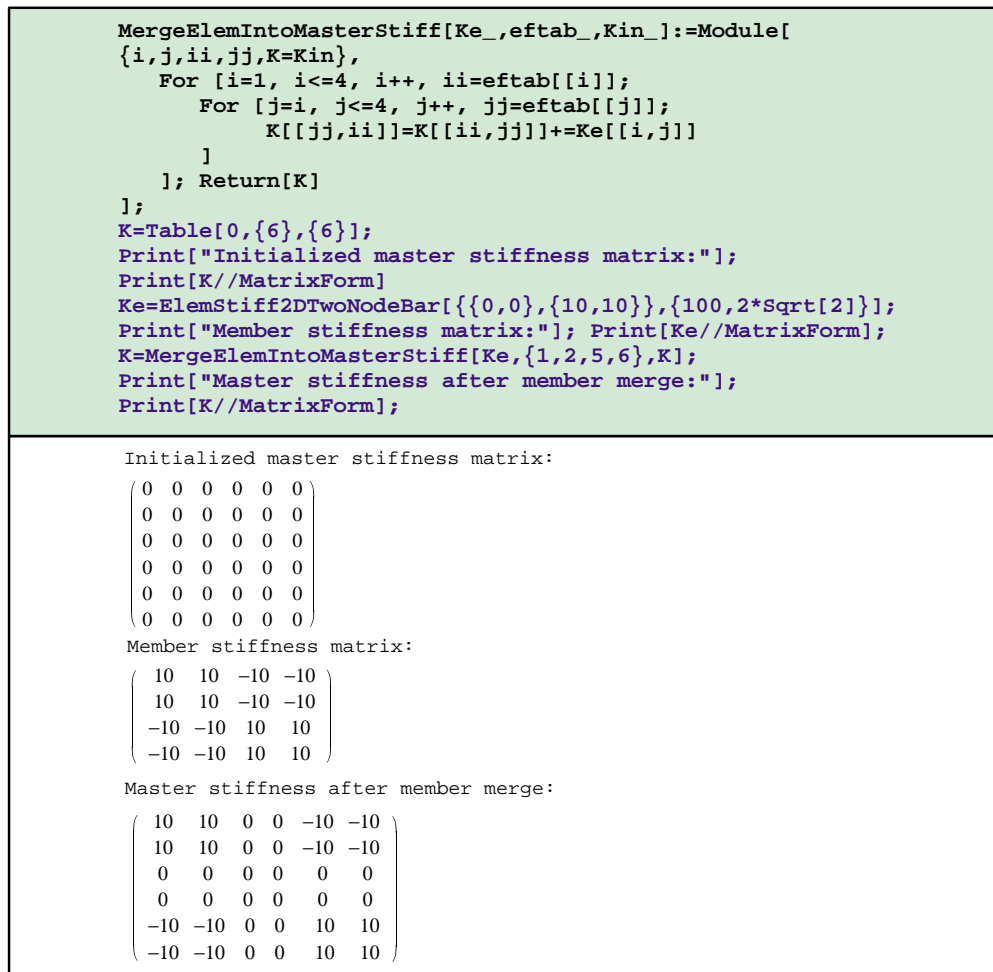 MergeElemIntoMasterStiff[Ke_,eftab_,Kin_]:=Module[
{i,j,ii,jj,K=Kin},
For [i=1, i<=4, i++, ii=eftab[[i]];
For [j=i, j<=4, j++, jj=eftab[[j]];
K[[jj,ii]]=K[[ii,jj]]+=Ke[[i,j]]
]
]; Return[K]
];
K=Table[0,{6},{6}];
Print["Initialized master stiffness matrix:"];
Print[K//MatrixForm]
Ke=ElemStiff2DTwoNodeBar[{{0,0},{10,10}},{100,2*Sqrt[2]}];
Print["Member stiffness matrix:"]; Print[Ke//MatrixForm];
K=MergeElemIntoMasterStiff[Ke,{1,2,5,6},K];
Print["Master stiffness after member merge:"];
Print[K//MatrixForm];
Initialized master stiffness matrix:
0 0 0 0 0 0
0 0 0 0 0 0
0 0 0 0 0 0
0 0 0 0 0 0
0 0 0 0 0 0
0 0 0 0 0 0
Member stiffness matrix:
10 10 −10 −10
10 10 −10 −10
−10 −10 10 10
−10 −10 10 10
Master stiffness after member merge:
10 10 0 0 −10 −10
10 10 0 0 −10 −10
0 0 0 0 0 0
0 0 0 0 0 0
−10 −10 0 0 10 10
−10 −10 0 0 10 10